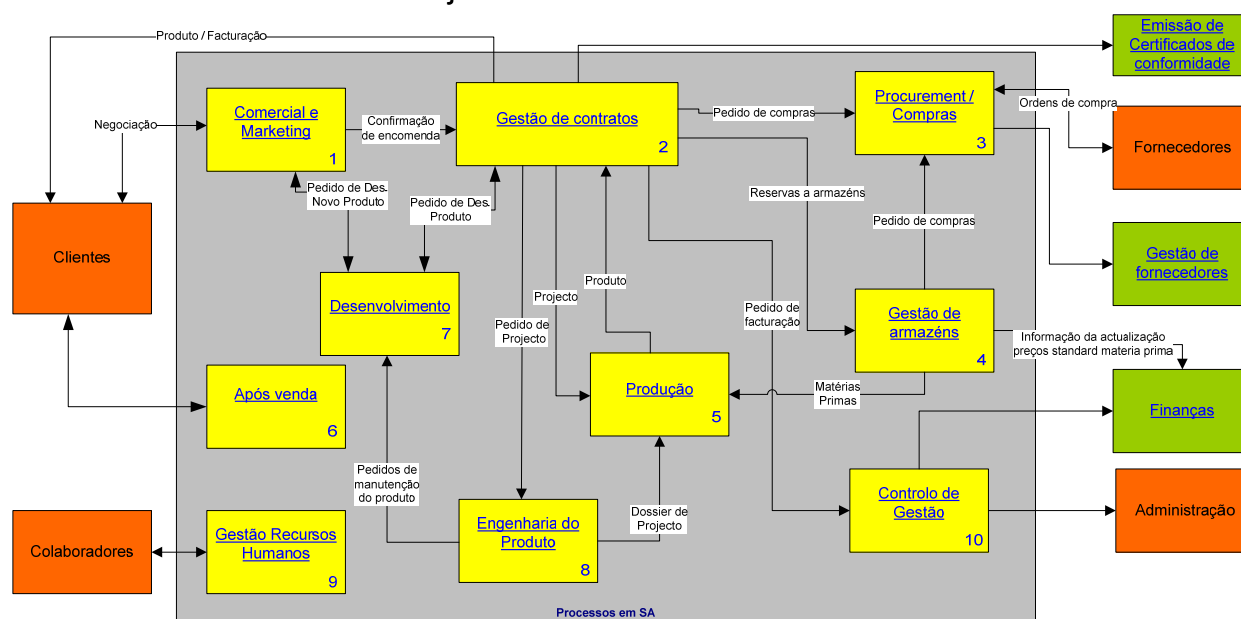 Emissão de
Certificados de
conformidade
Produto / Facturação
Comercial e
Marketing
1
Negociação
Confirmação
de encomenda
Gestão de contratos
2
Pedido de compras
Procurement /
Compras
3
Ordens de compra
Fornecedores
Pedido de Des.
Novo Produto
Pedido de Des.
Produto
Reservas a armazéns
Pedido de compras
Clientes
Gestão de
fornecedores
Desenvolvimento
7
Projecto
Produto
Pedido de
Projecto
Pedido de
facturação
Gestão de
armazéns
4
Informação da actualização
preços standard materia prima
Após venda
6
Produção
5
Matérias
Primas
Finanças
Pedidos de
manutenção
do produto
Engenharia do
Produto
8
Dossier de
Projecto
Controlo de
Gestão
10
Administração
Colaboradores
Gestão Recursos
Humanos
9
Processos em SA